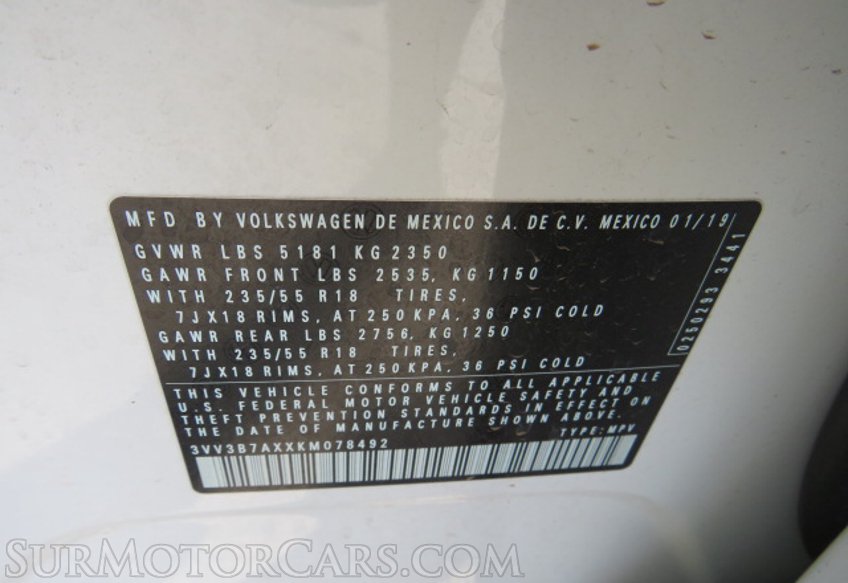 MFD BY VOLKSWAGEN DE MEXICO S.A. DE C.V. MEXICO 01/19
GVWR LBS 5181 KG 2350
GAWR FRONT LBS 2535, KG 1150
WITH 235/55 R18 TIRES,
7JX18 RIMS, AT 250 KPA, 36 PSI COLD
GAWR REAR LBS 2756, KG 1250
WITH 235/55 R18 TIRES,
7JX18 RIMS, AT 250 KPA, 36 PSI COLD
THIS VEHICLE CONFORMS TO ALL APPLICABLE
U.S. FEDERAL MOTOR VEHICLE SAFETY AND
THEFT PREVENTION STANDARDS IN EFFECT ON
THE DATE OF MANUFACTURE SHOWN ABOVE.
3VV3B7AXXKM078492 TYPE: MPV
0250293 3441
SURMOTORCARS.COM